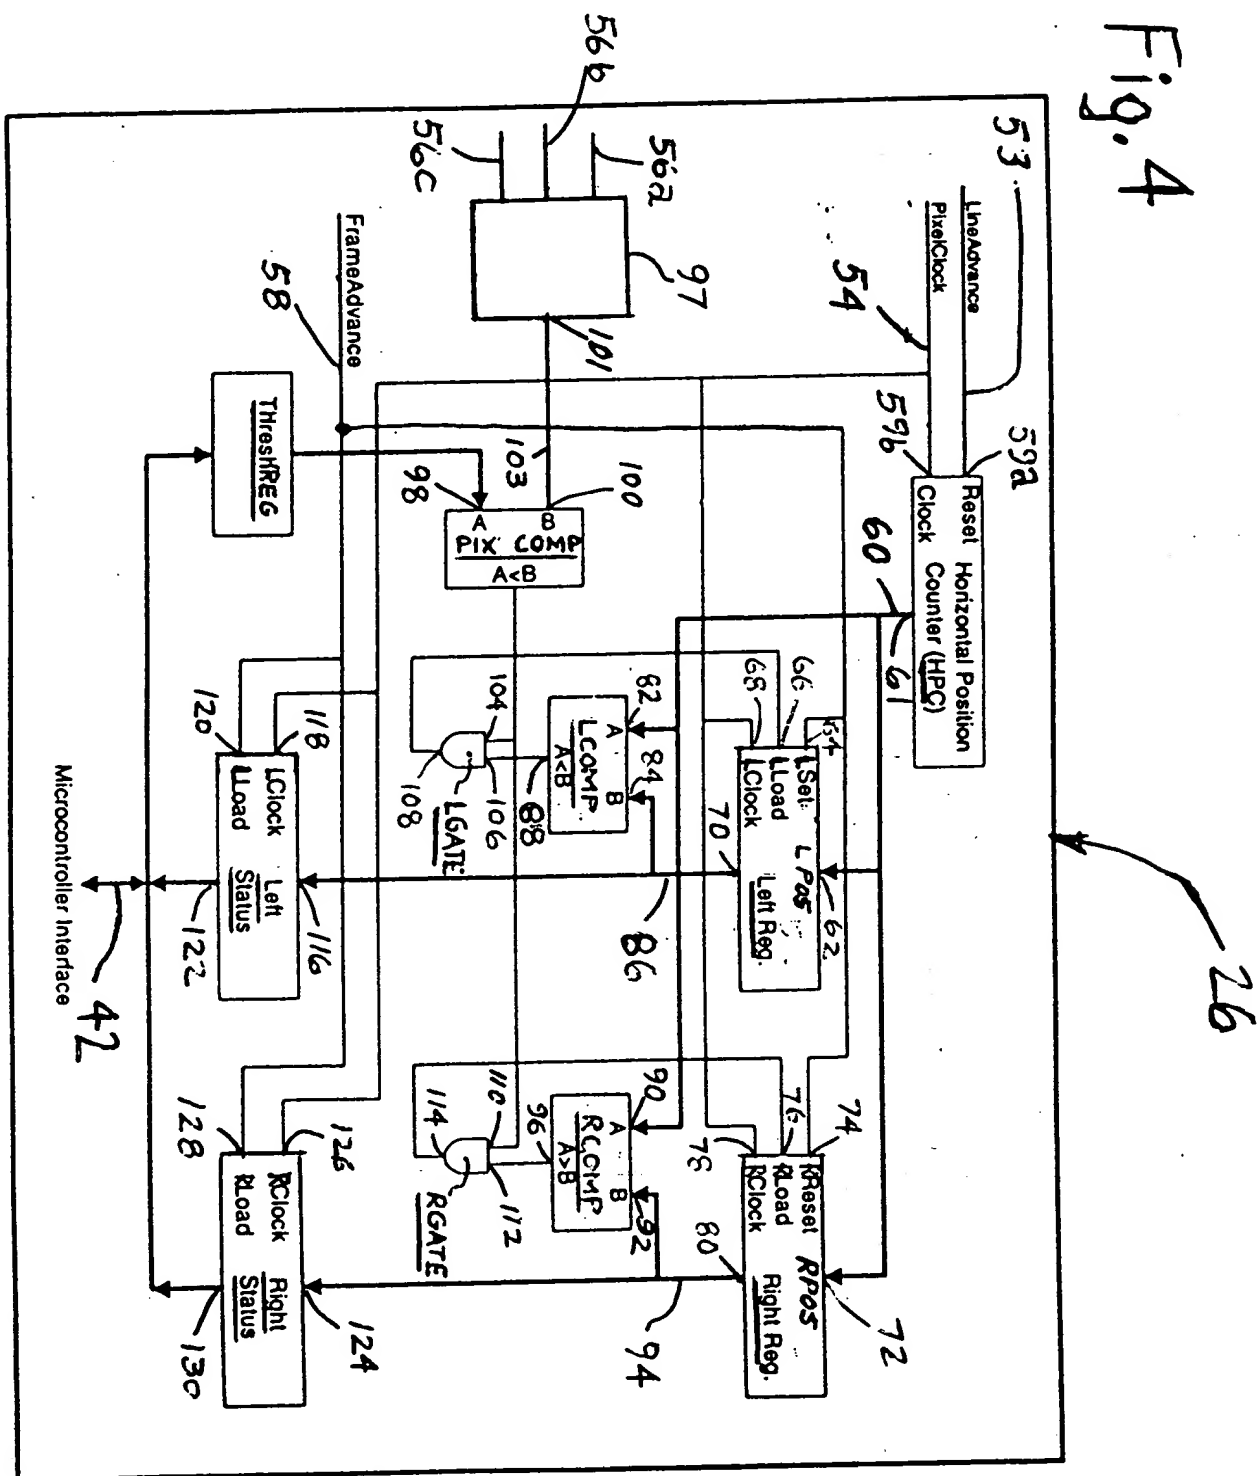 Fig. 4
26
53
LineAdvance
PixelClock
54
59a
59b
Reset Horizontal Position
Clock Counter (HPC)
60
61
56b
56a
56c
97
101
103
100
98
B
A
PIX COMP
A<B
FrameAdvance
58
THreshREG
66
68
LSet
LLoad
LClock
LPos
Left Reg.
62
70
82
84
A B
LCOMP
A<B
88
104
106
108
LGATE
86
74
76
78
RReset
RLoad
RClock
RPOS
Right Reg.
72
80
90
92
A B
RCOMP
A>B
96
110
112
114
RGATE
94
118
120
LClock
LLoad
Left
Status
116
122
126
128
RClock
RLoad
Right
Status
124
130
42
Microcontroller Interface